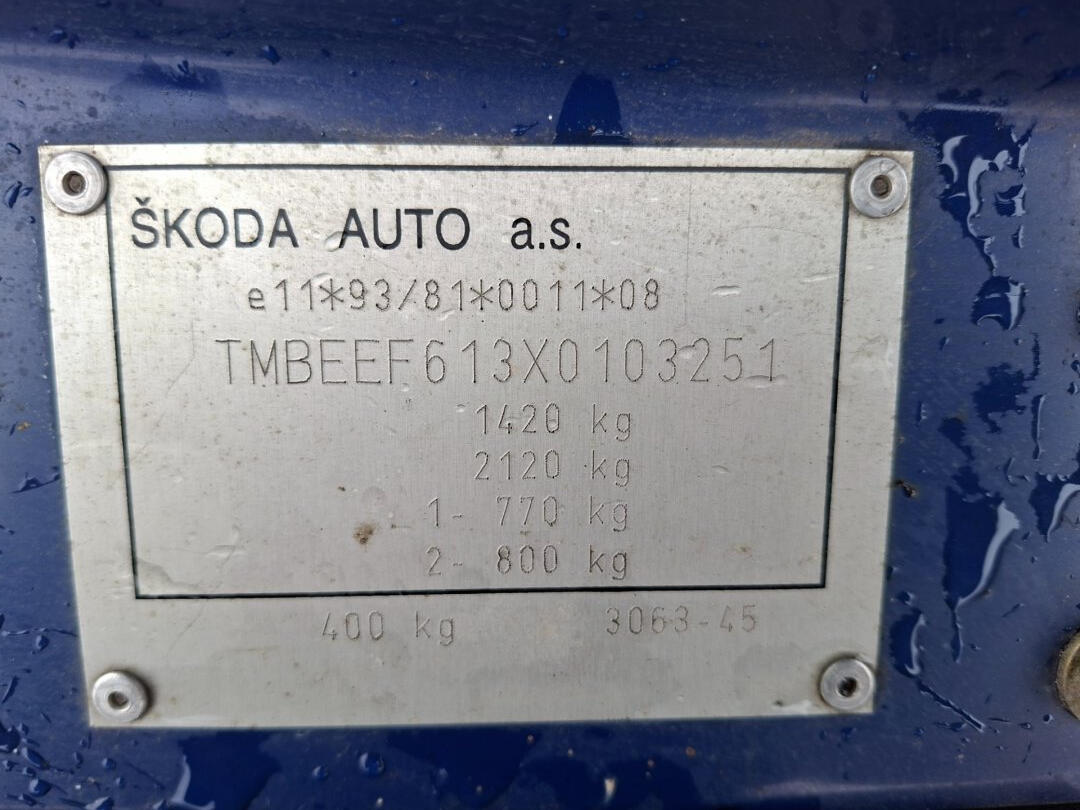 ŠKODA AUTO a.s.
e11*93/81*0011*08
TMBEEF613X0103251
1420 kg
2120 kg
1- 770 kg
2- 800 kg
400 kg 3063-45